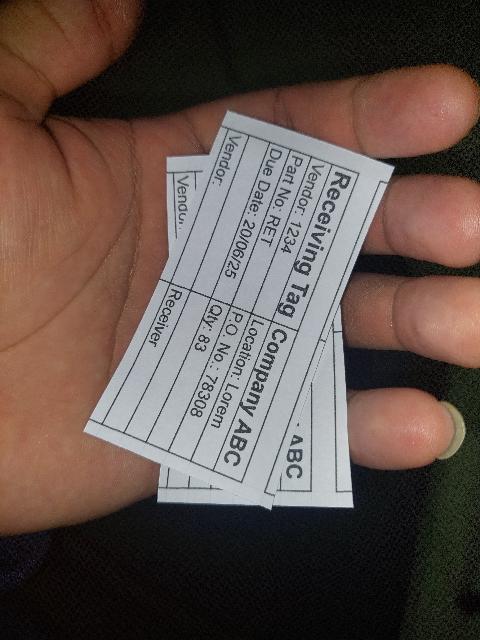 Receiving Tag Company ABC
Vendor: 1234 Location: Lorem
Part No: RET P.O. No.: 78308
Due Date: 20/06/25 Qty: 83
Vendor: Receiver
ABC